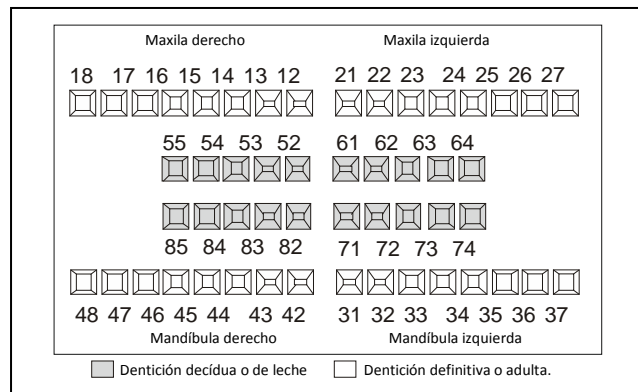 Maxila derecho Maxila izquierda
18 17 16 15 14 13 12 21 22 23 24 25 26 27
55 54 53 52 61 62 63 64
85 84 83 82 71 72 73 74
48 47 46 45 44 43 42 31 32 33 34 35 36 37
Mandíbula derecho Mandíbula izquierda
Dentición decídua o de leche Dentición definitiva o adulta.